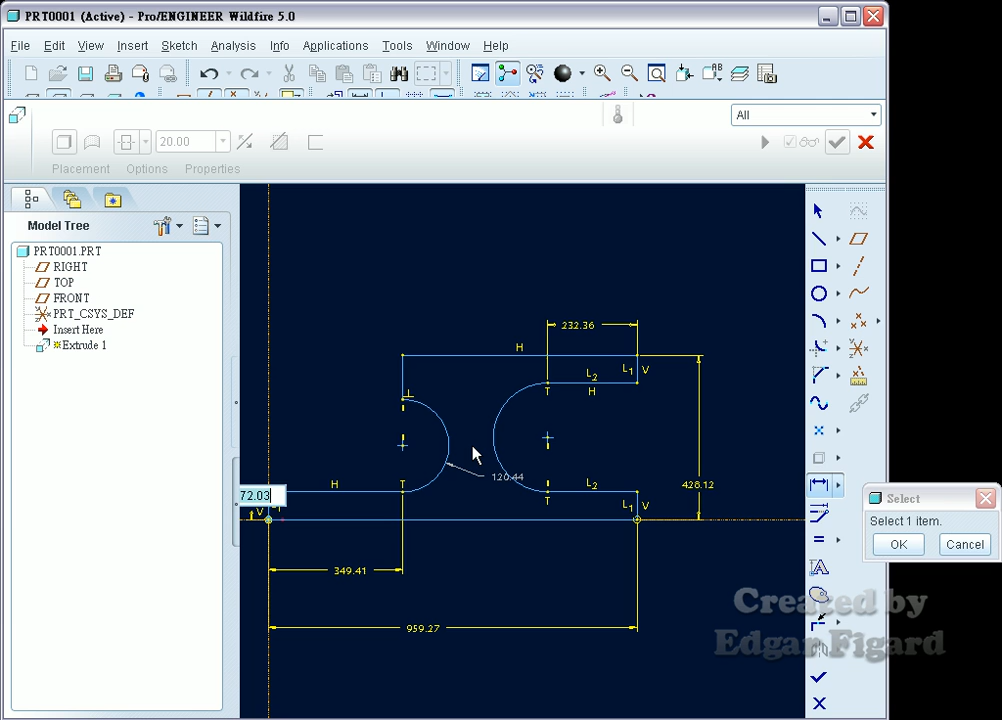 PRT0001 (Active) - Pro/ENGINEER Wildfire 5.0
File Edit View Insert Sketch Analysis Info Applications Tools Window Help
All
20.00
Placement Options Properties
Model Tree
PRT0001.PRT
RIGHT
TOP
FRONT
PRT_CSYS_DEF
Insert Here
Extrude 1
232.36
H
L2 L1 V
T H
120.44
H T L2
428.12
72.03
L1 V
V
T
349.41
959.27
Select
Select 1 item.
OK Cancel
Created by
Edgar Figard